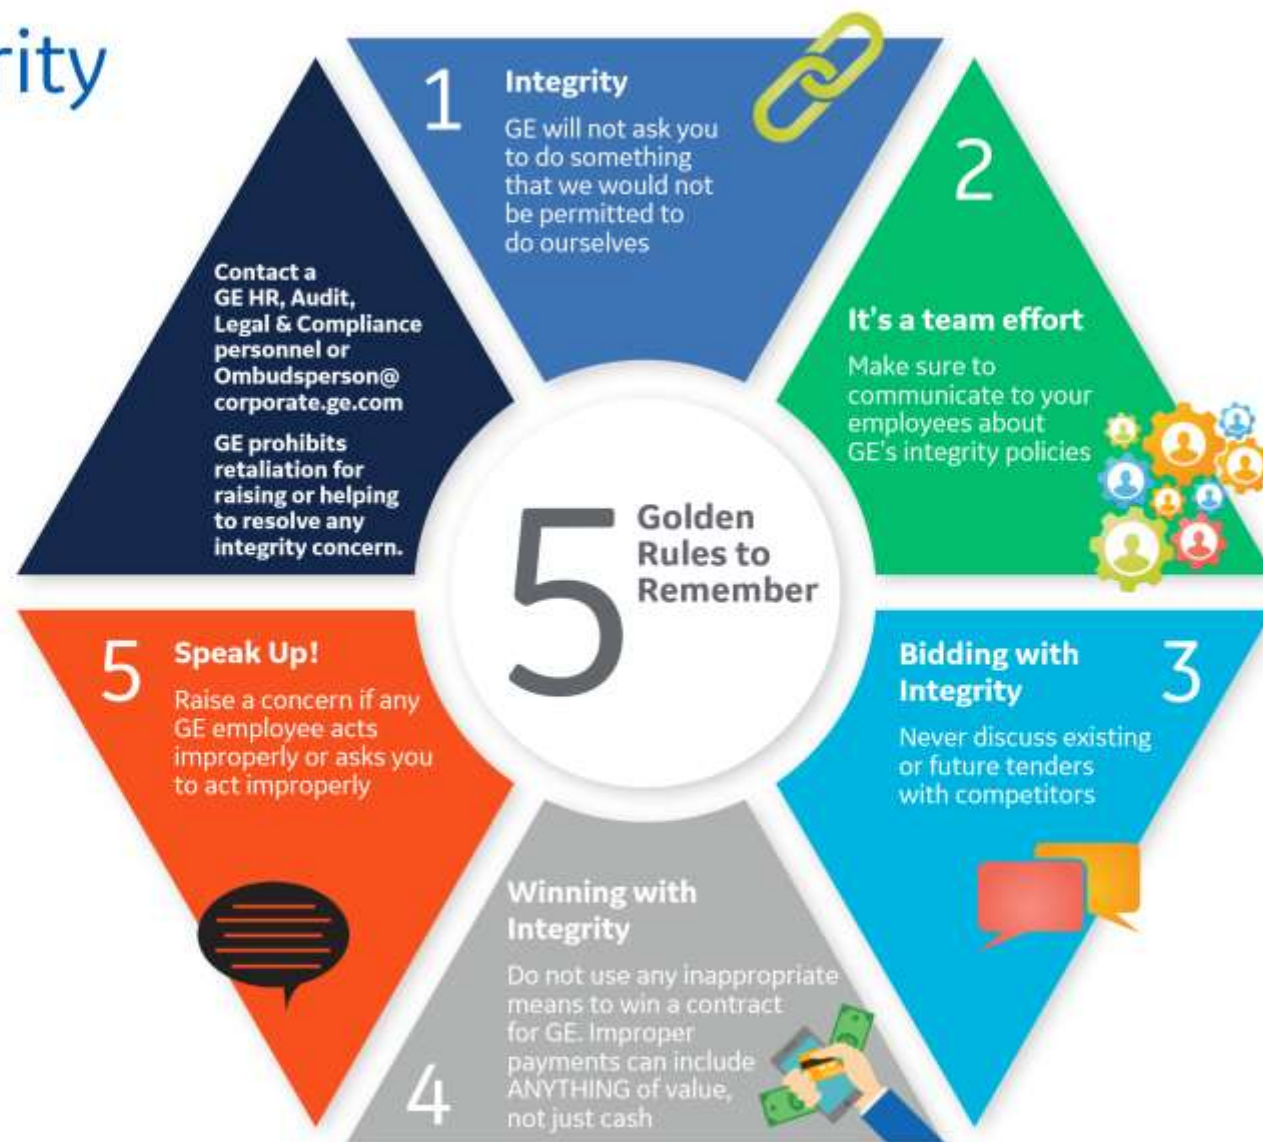 rity
1
Integrity
GE will not ask you
to do something
that we would not
be permitted to
do ourselves
2
It's a team effort
Make sure to
communicate to your
employees about
GE's integrity policies
Bidding with
Integrity
3
Never discuss existing
or future tenders
with competitors
Winning with
Integrity
Do not use any inappropriate
means to win a contract
for GE. Improper
payments can include
ANYTHING of value,
not just cash
4
5
Speak Up!
Raise a concern if any
GE employee acts
improperly or asks you
to act improperly
Contact a
GE HR, Audit,
Legal & Compliance
personnel or
Ombudsperson@
corporate.ge.com
GE prohibits
retaliation for
raising or helping
to resolve any
integrity concern.
5
Golden
Rules to
Remember